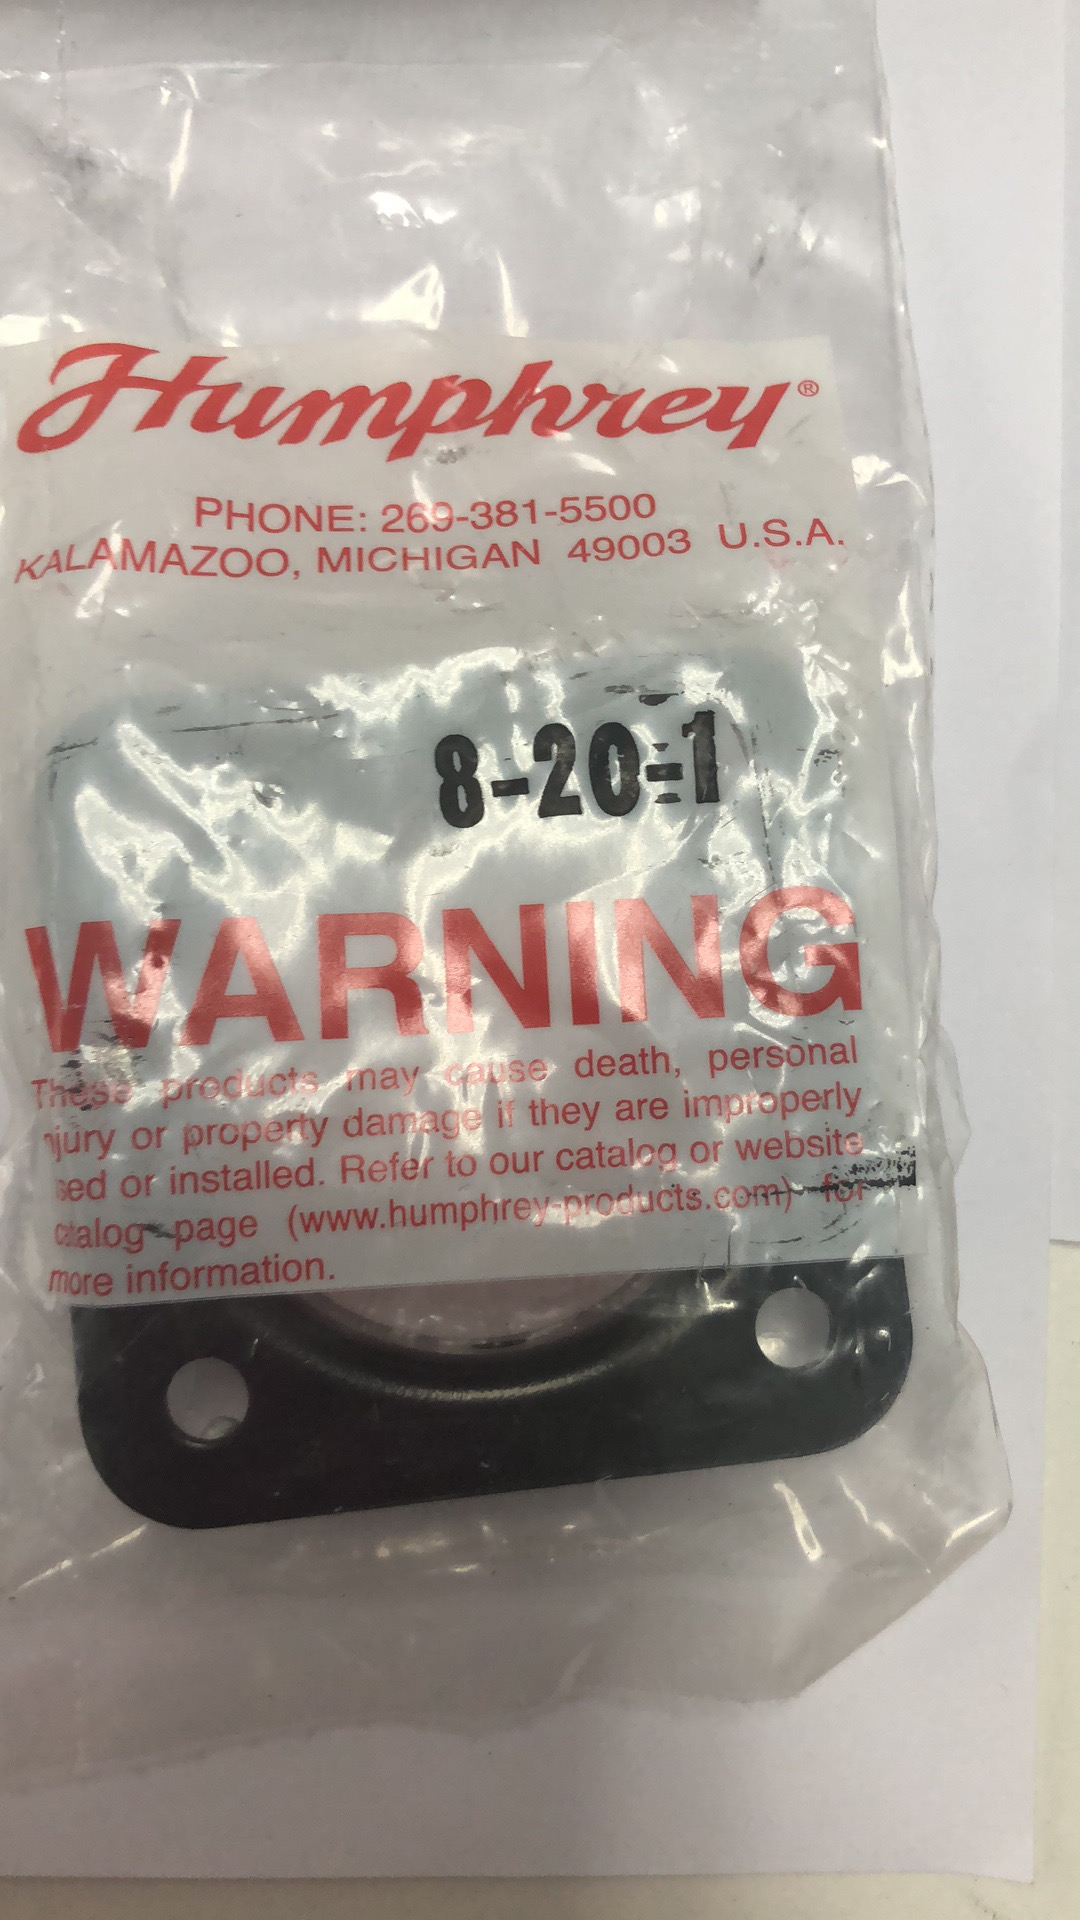 Humphrey®
PHONE: 269-381-5500
KALAMAZOO, MICHIGAN 49003 U.S.A.
8-20-1
WARNING
These products may cause death, personal
njury or property damage if they are improperly
sed or installed. Refer to our catalog or website
catalog page (www.humphrey-products.com) for
more information.